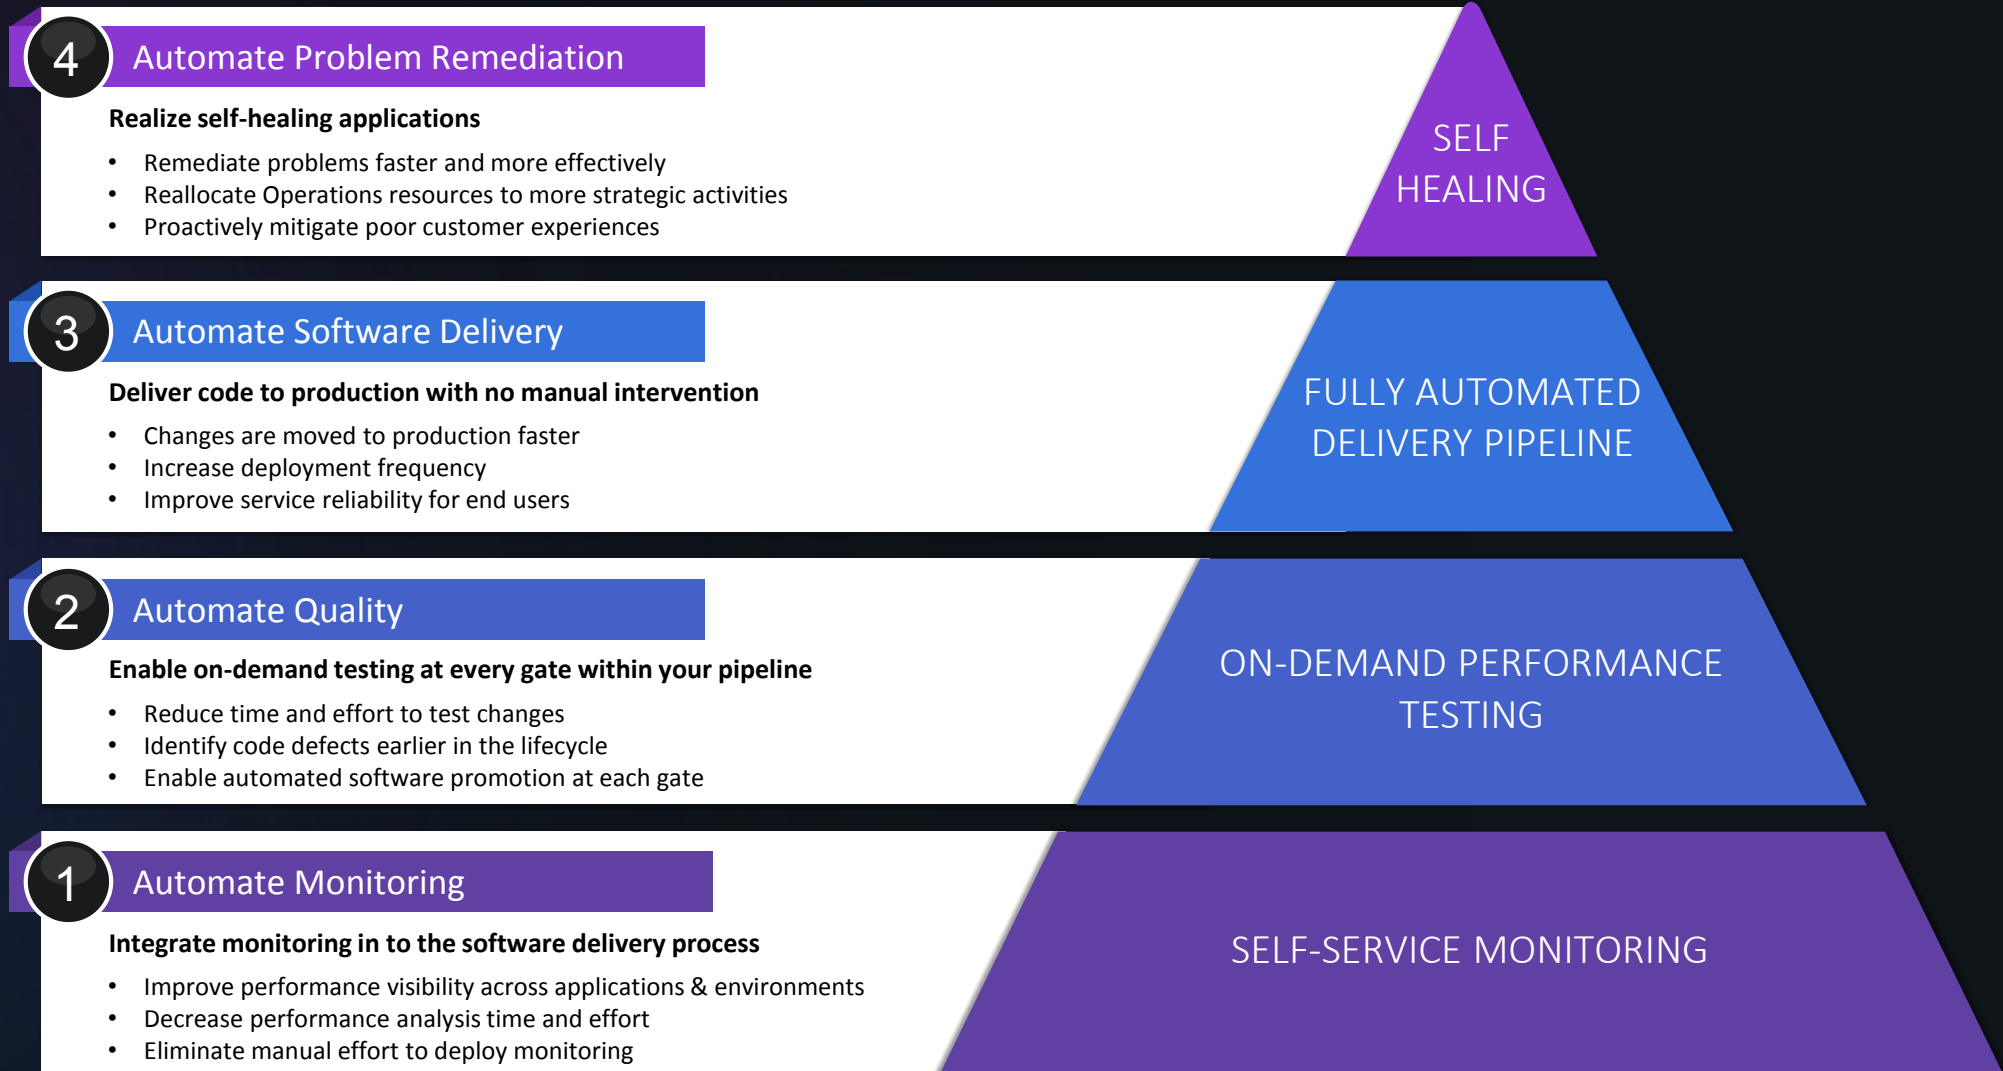 4
Automate Problem Remediation
Realize self-healing applications
• Remediate problems faster and more effectively
• Reallocate Operations resources to more strategic activities
• Proactively mitigate poor customer experiences
SELF
HEALING
3
Automate Software Delivery
Deliver code to production with no manual intervention
• Changes are moved to production faster
• Increase deployment frequency
• Improve service reliability for end users
FULLY AUTOMATED
DELIVERY PIPELINE
2
Automate Quality
Enable on-demand testing at every gate within your pipeline
• Reduce time and effort to test changes
• Identify code defects earlier in the lifecycle
• Enable automated software promotion at each gate
ON-DEMAND PERFORMANCE
TESTING
1
Automate Monitoring
Integrate monitoring in to the software delivery process
• Improve performance visibility across applications & environments
• Decrease performance analysis time and effort
• Eliminate manual effort to deploy monitoring
SELF-SERVICE MONITORING